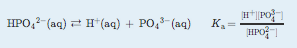 HPO₄²⁻(aq) ⇄ H⁺(aq) + PO₄³⁻(aq) Kₐ = [H⁺][PO₄³⁻] / [HPO₄²⁻]